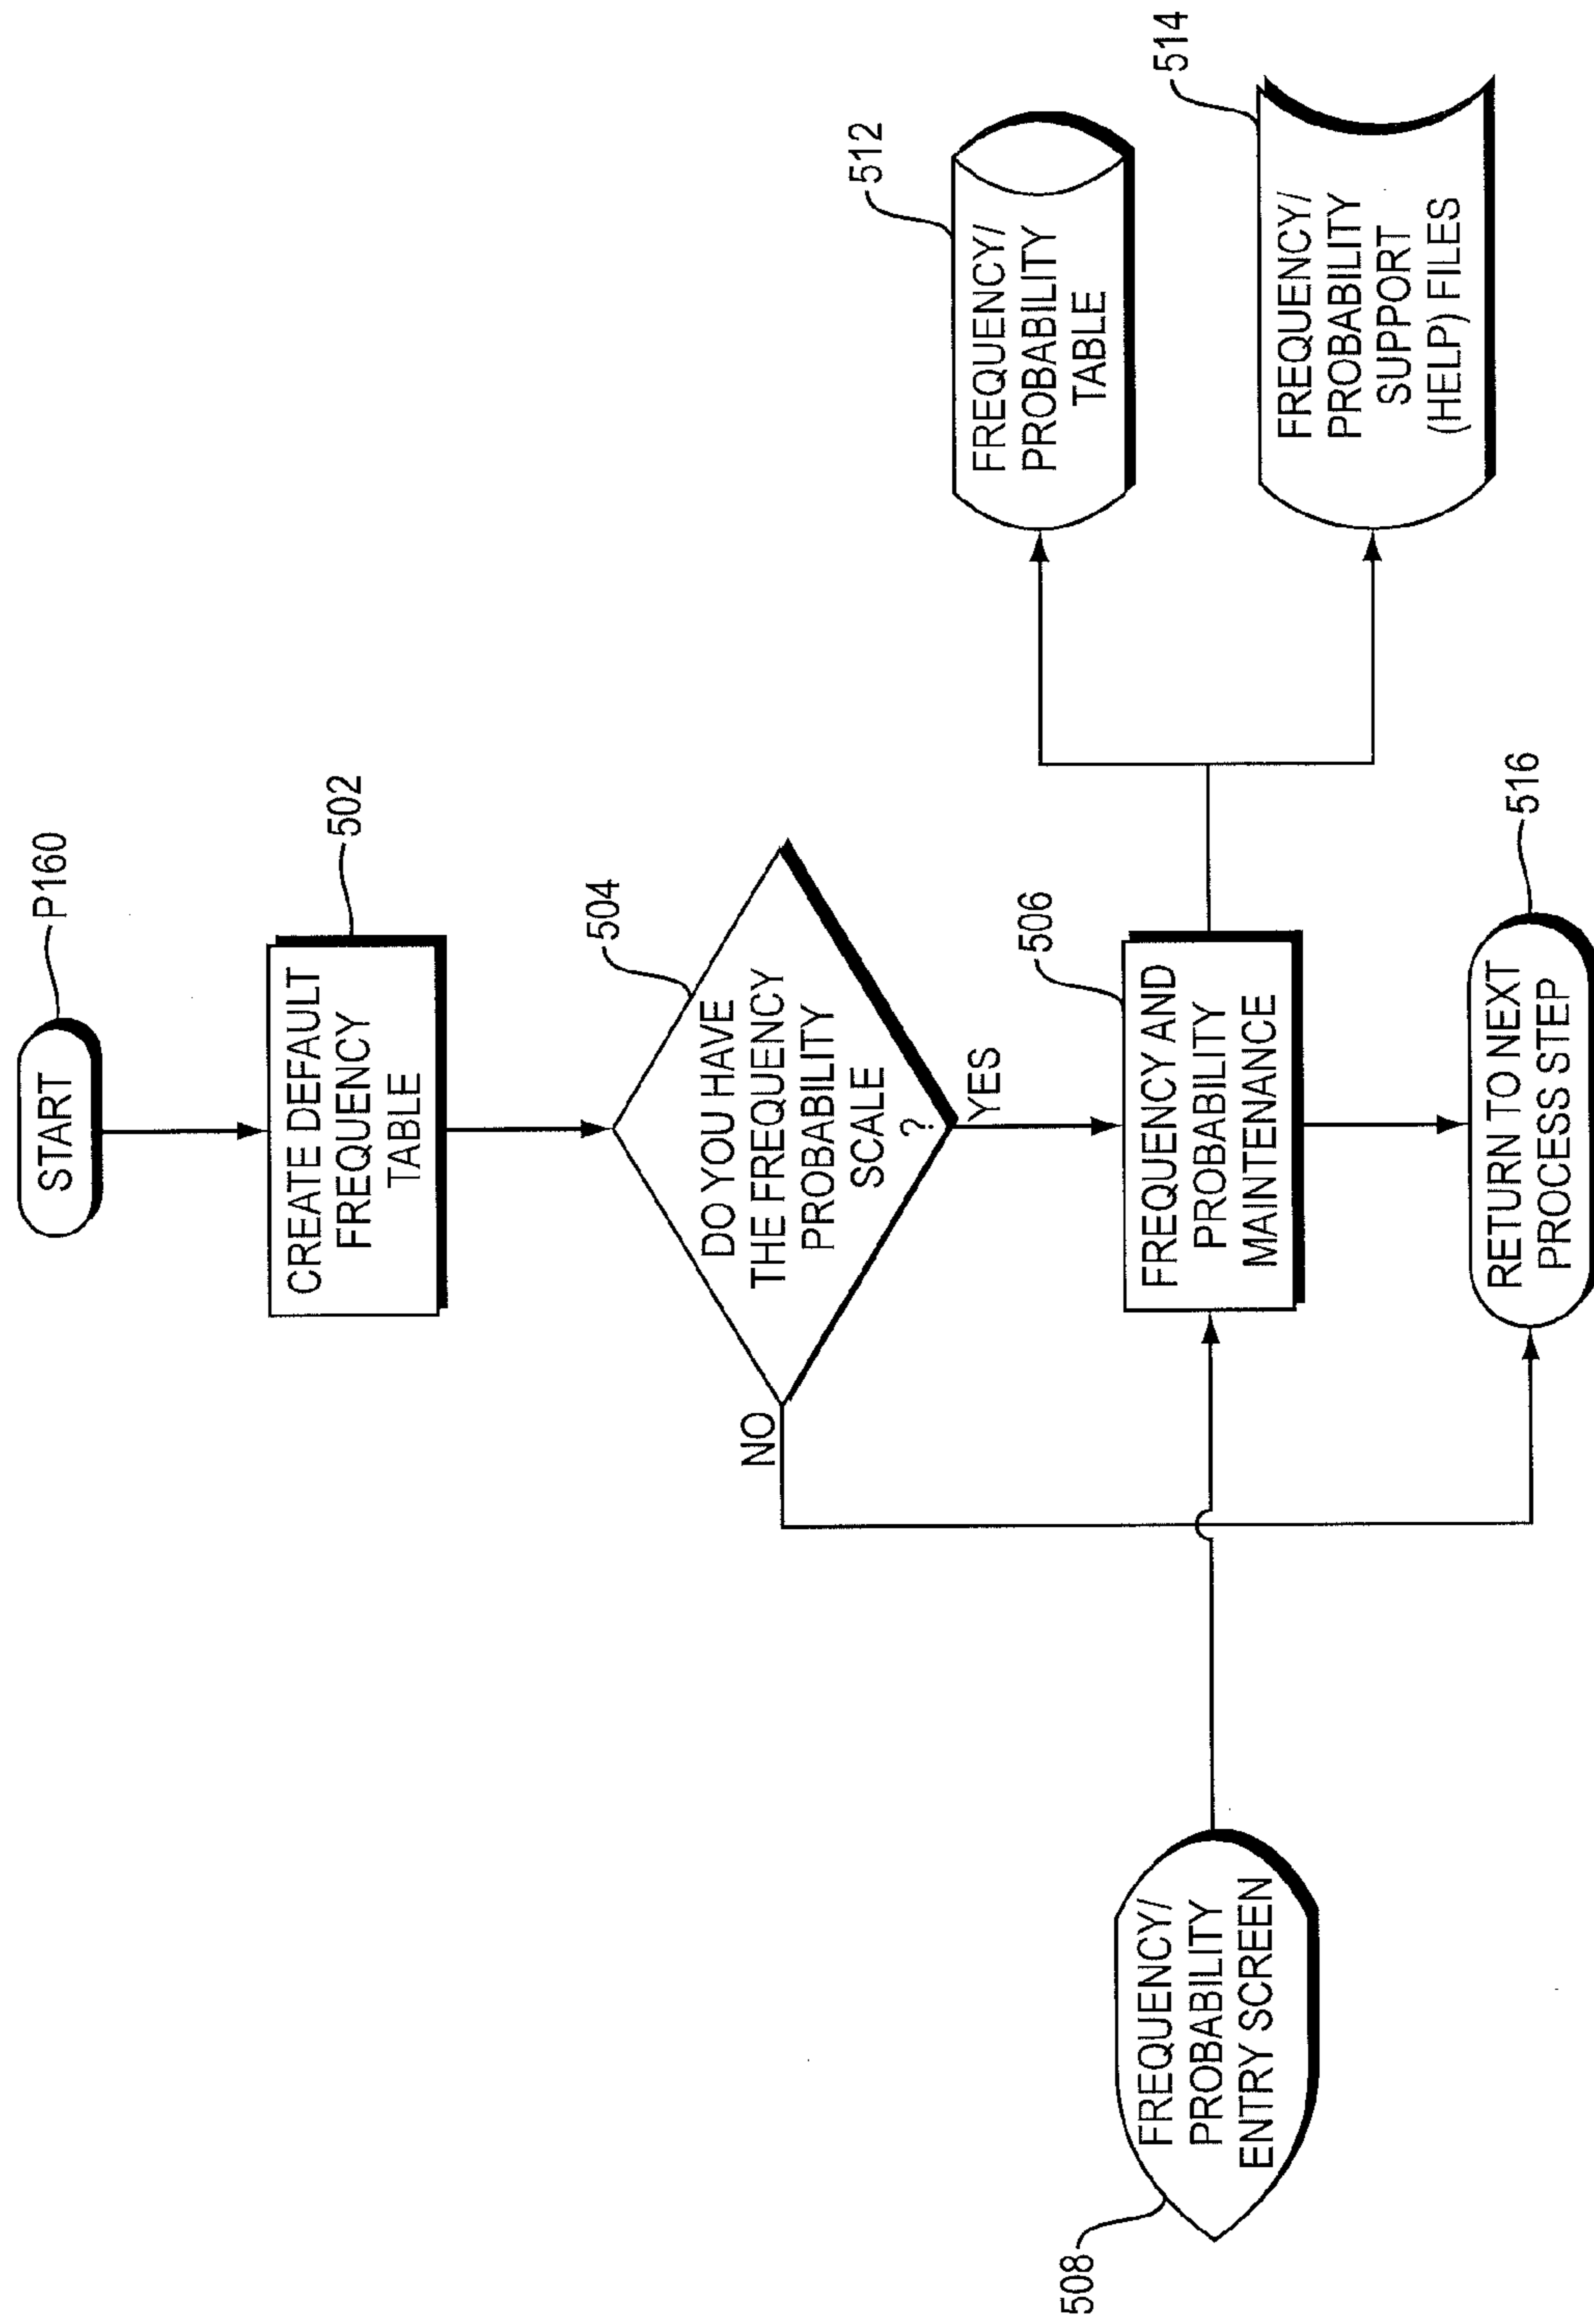 START
P160
CREATE DEFAULT
FREQUENCY
TABLE
502
DO YOU HAVE
THE FREQUENCY
PROBABILITY
SCALE
?
504
NO
YES
FREQUENCY AND
PROBABILITY
MAINTENANCE
506
FREQUENCY/
PROBABILITY
ENTRY SCREEN
508
FREQUENCY/
PROBABILITY
TABLE
512
FREQUENCY/
PROBABILITY
SUPPORT
(HELP) FILES
514
RETURN TO NEXT
PROCESS STEP
516